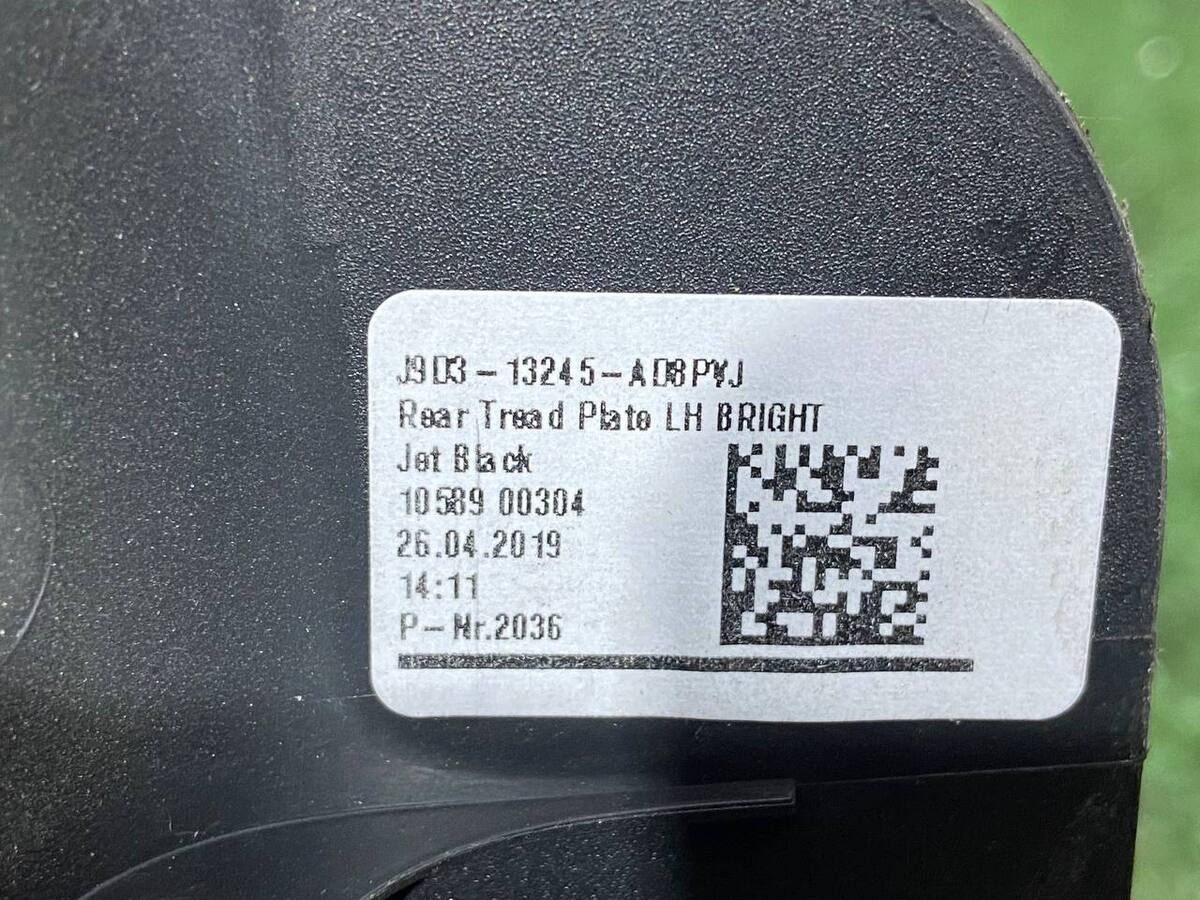 J9D3-13245-AD8PVJ
Rear Tread Plate LH BRIGHT
Jet Black
10589 00304
26.04.2019
14:11
P-Nr.2036